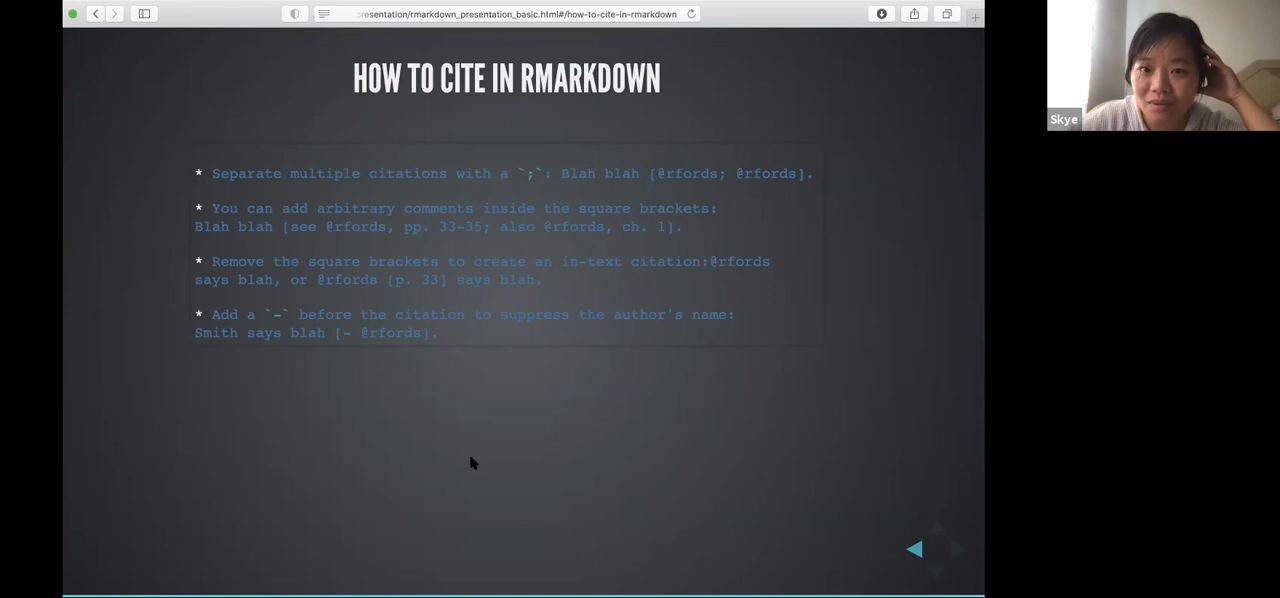 resentation/rmarkdown_presentation_basic.html#/how-to-cite-in-rmarkdown
HOW TO CITE IN RMARKDOWN
Skye
* Separate multiple citations with a `;`: Blah blah [@rfords; @rfords].
* You can add arbitrary comments inside the square brackets:
Blah blah [see @rfords, pp. 33-35; also @rfords, ch. 1].
* Remove the square brackets to create an in-text citation:@rfords
says blah, or @rfords [p. 33] says blah.
* Add a `-` before the citation to suppress the author's name:
Smith says blah [- @rfords].